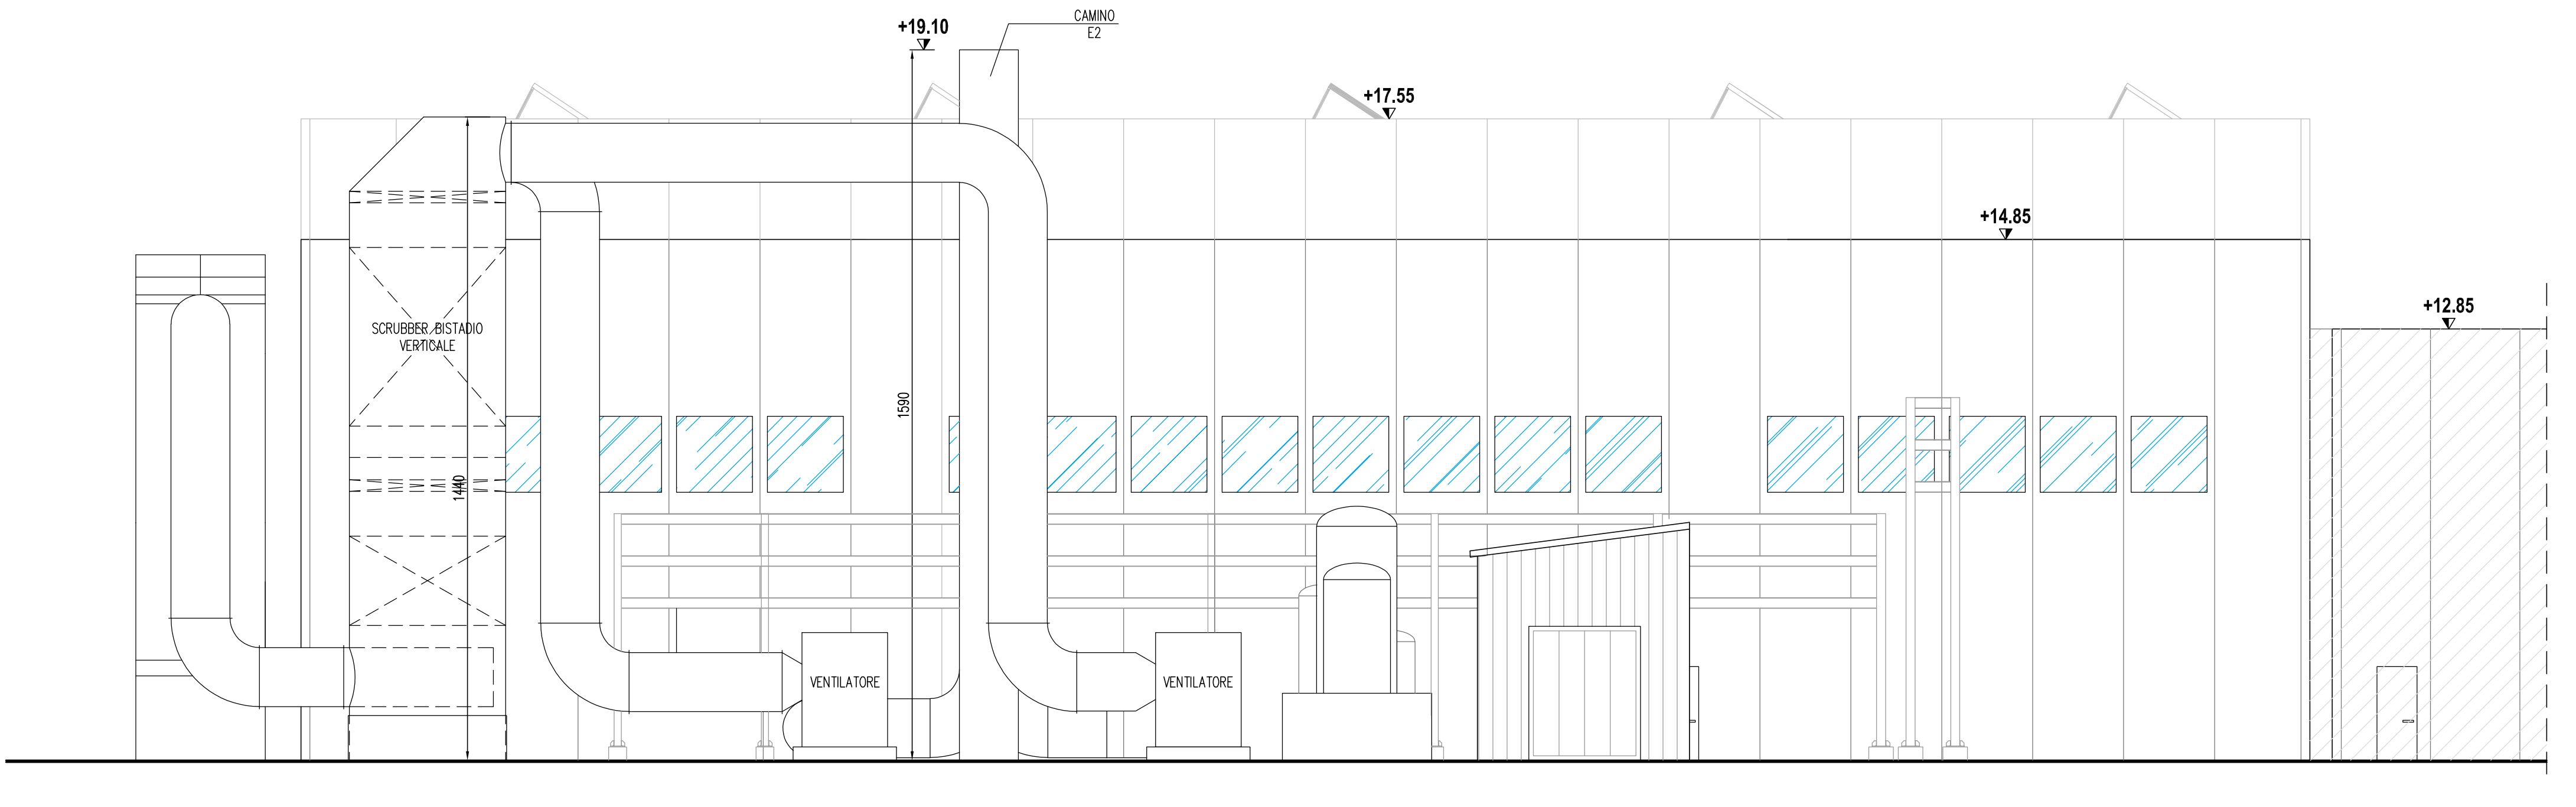 CAMINO
E2
+19.10
+17.55
+14.85
+12.85
SCRUBBER BISTADIO
VERTICALE
1590
1440
VENTILATORE
VENTILATORE